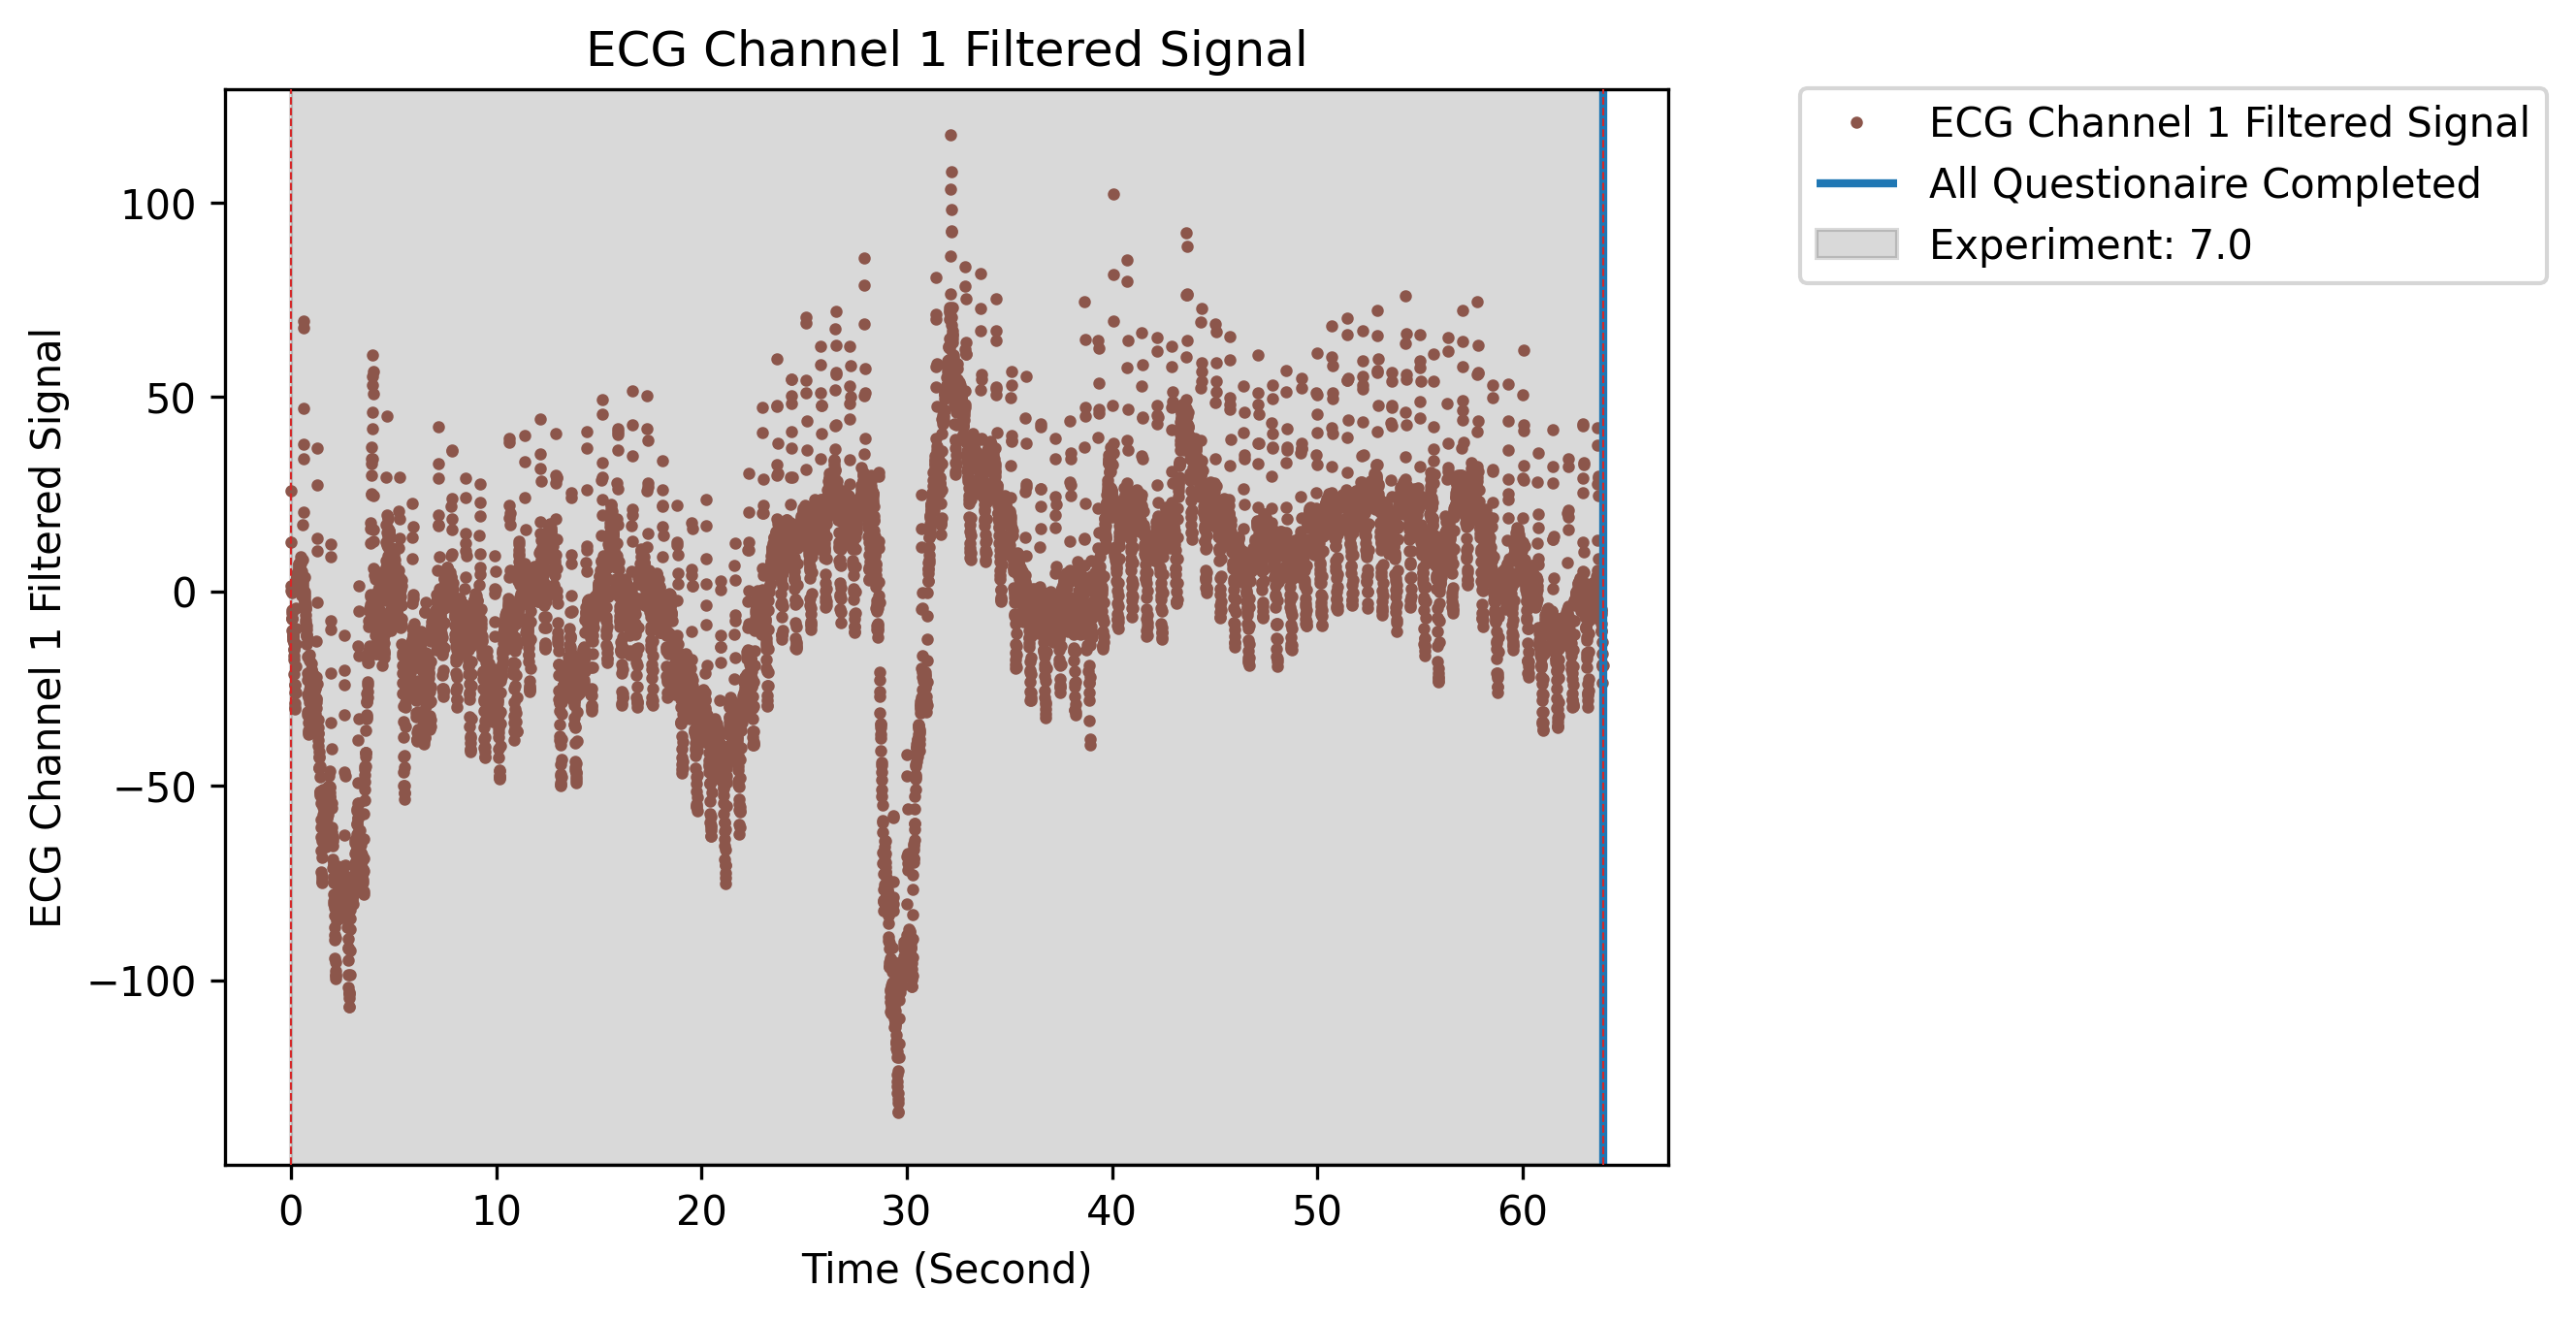 ECG Channel 1 Filtered Signal
ECG Channel 1 Filtered Signal
All Questionaire Completed
Experiment: 7.0
ECG Channel 1 Filtered Signal
100
50
0
−50
−100
0 10 20 30 40 50 60
Time (Second)